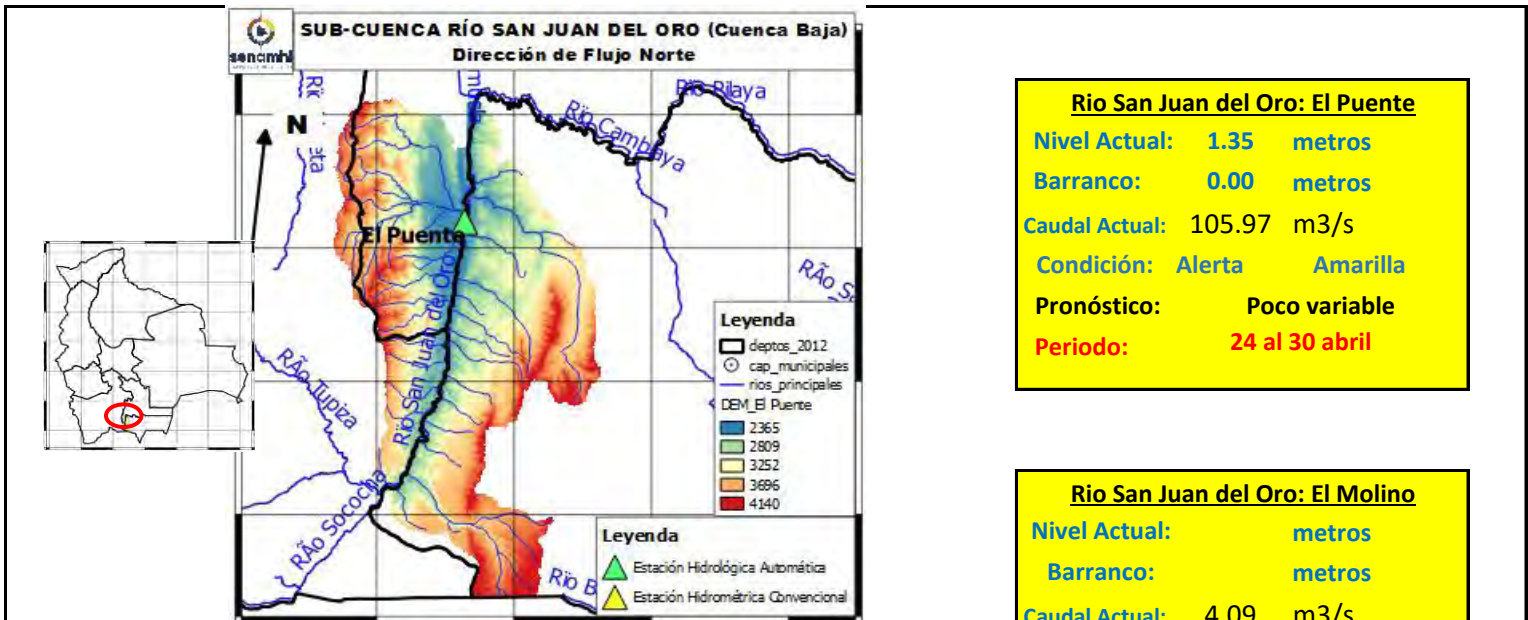 SUB-CUENCA RÍO SAN JUAN DEL ORO (Cuenca Baja)
Dirección de Flujo Norte
senamhi
N
Río Pilaya
Río Camblaya
El Puente
Río San Juan del Oro
RÃo Tupiza
RÃo Sococha
Leyenda
deptos_2012
cap_municipales
rios_principales
DEM_El Puente
2365
2809
3252
3696
4140
Leyenda
Estación Hidrológica Automática
Estación Hidrométrica Convencional
Rio San Juan del Oro: El Puente
Nivel Actual: 1.35 metros
Barranco: 0.00 metros
Caudal Actual: 105.97 m3/s
Condición: Alerta Amarilla
Pronóstico: Poco variable
Periodo: 24 al 30 abril
Rio San Juan del Oro: El Molino
Nivel Actual: metros
Barranco: metros
Caudal Actual: 4.09 m3/s